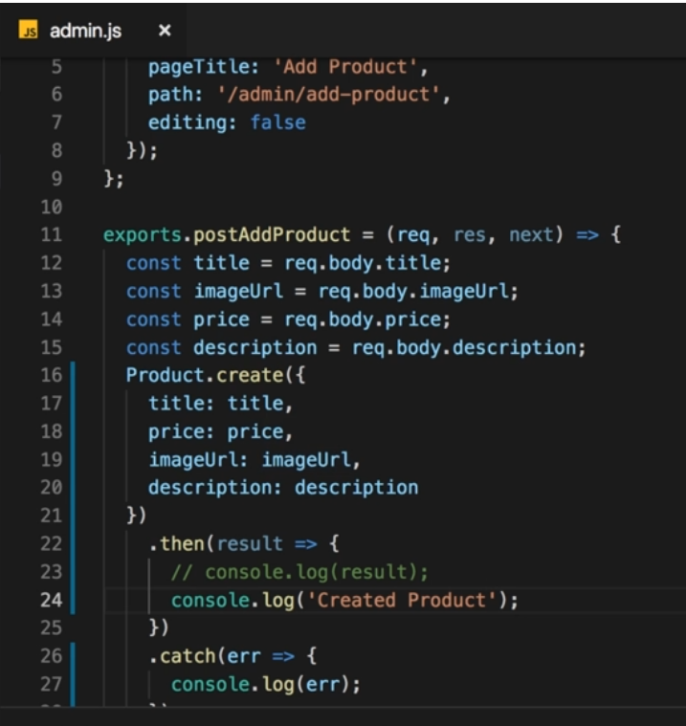 JS admin.js ×
5 pageTitle: 'Add Product',
6 path: '/admin/add-product',
7 editing: false
8 });
9 };
10
11 exports.postAddProduct = (req, res, next) => {
12 const title = req.body.title;
13 const imageUrl = req.body.imageUrl;
14 const price = req.body.price;
15 const description = req.body.description;
16 Product.create({
17 title: title,
18 price: price,
19 imageUrl: imageUrl,
20 description: description
21 })
22 .then(result => {
23 // console.log(result);
24 console.log('Created Product');
25 })
26 .catch(err => {
27 console.log(err);